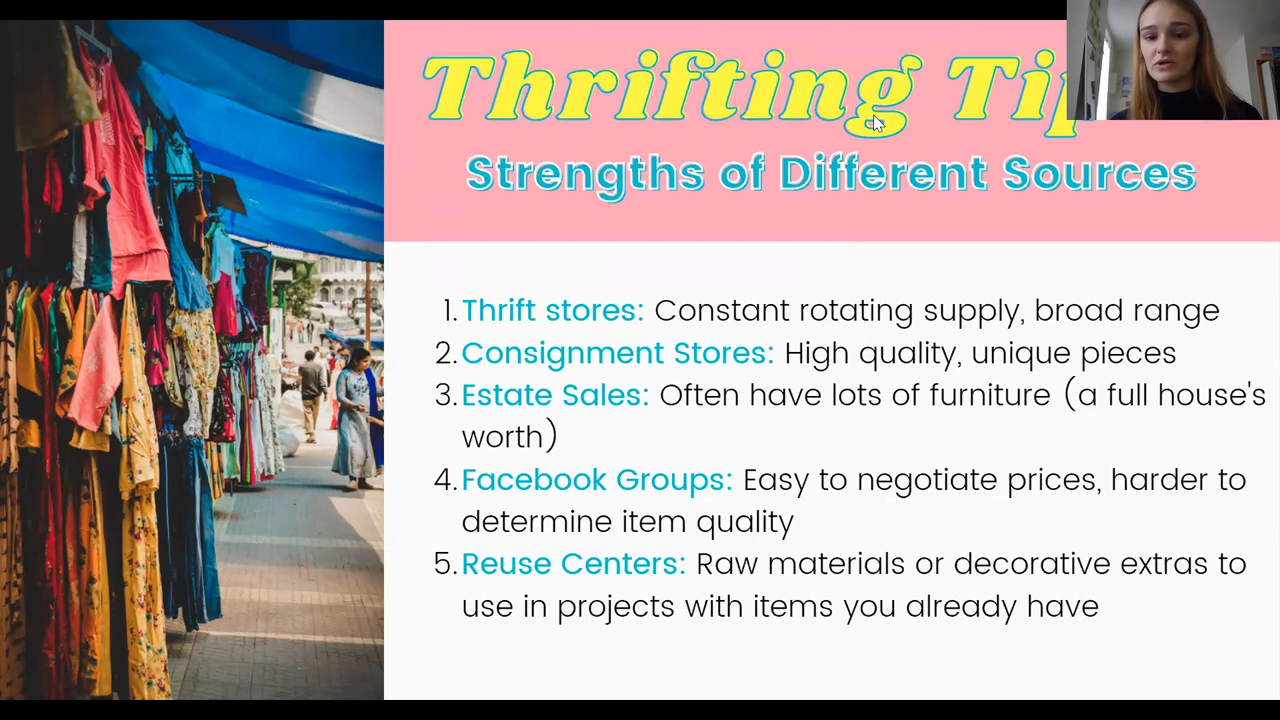 Thrifting Tip
Strengths of Different Sources
1. Thrift stores: Constant rotating supply, broad range
2. Consignment Stores: High quality, unique pieces
3. Estate Sales: Often have lots of furniture (a full house's
worth)
4. Facebook Groups: Easy to negotiate prices, harder to
determine item quality
5. Reuse Centers: Raw materials or decorative extras to
use in projects with items you already have